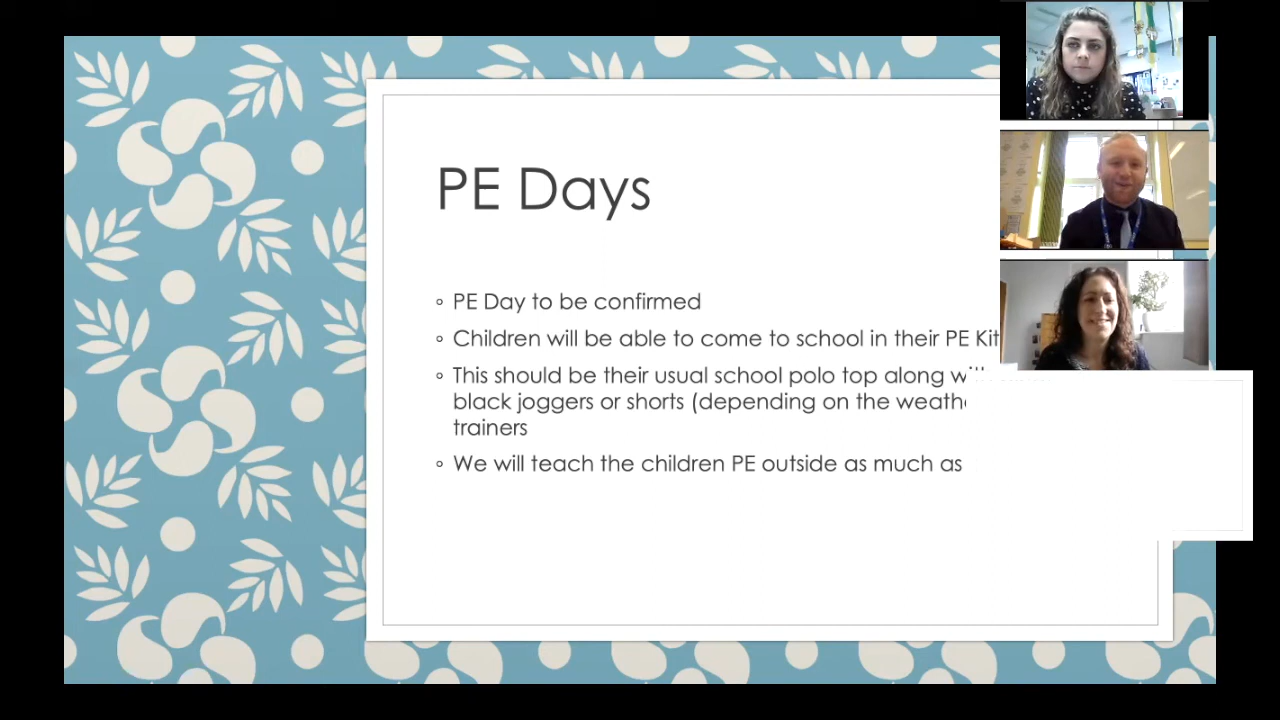 PE Days
PE Day to be confirmed
Children will be able to come to school in their PE Kit
This should be their usual school polo top along with
black joggers or shorts (depending on the
trainers
We will teach the children PE outside as much as